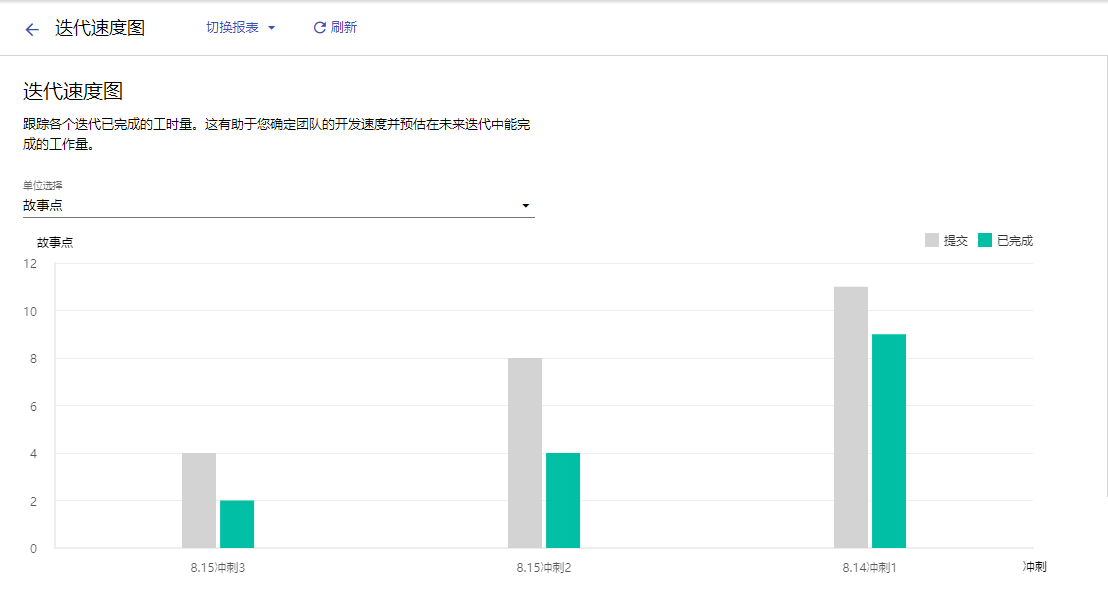 迭代速度图 切换报表 刷新
迭代速度图
跟踪各个迭代已完成的工时量。这有助于您确定团队的开发速度并预估在未来迭代中能完
成的工作量。
单位选择
故事点
故事点 提交 已完成
12
10
8
6
4
2
0
8.15冲刺3 8.15冲刺2 8.14冲刺1 冲刺